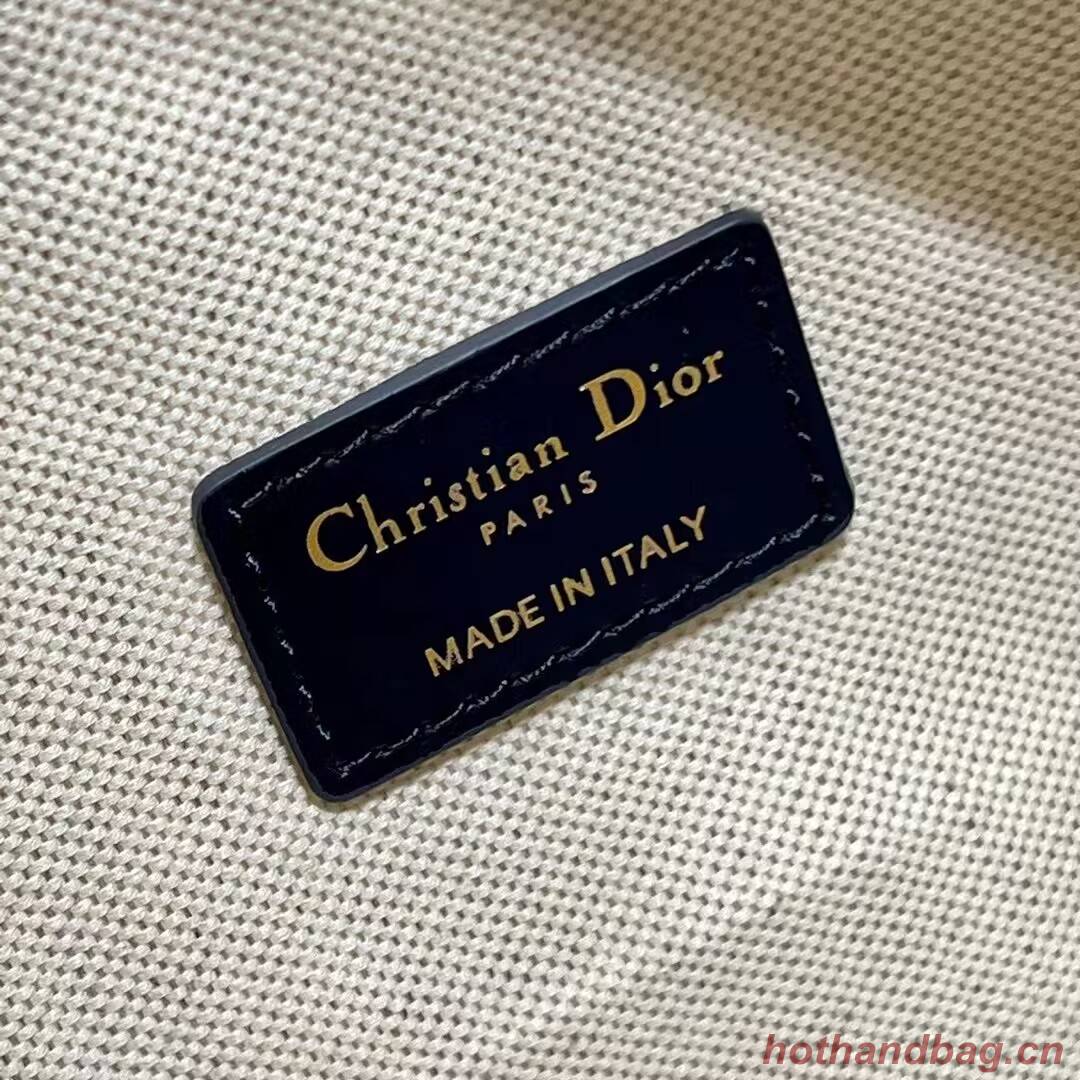 Christian Dior
PARIS
MADE IN ITALY
hothandbag.cn